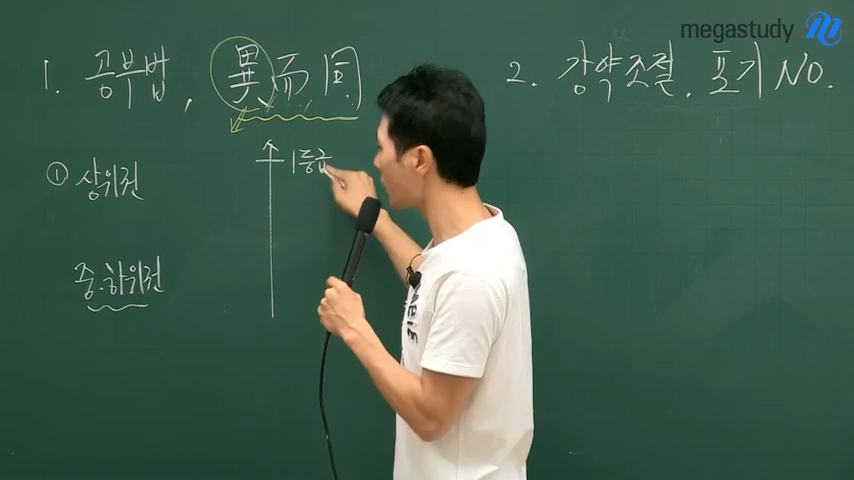 megastudy
1. 공부법, 異而同
2. 강약조절, 포기 NO.
① 상위권
1등급
중·하위권